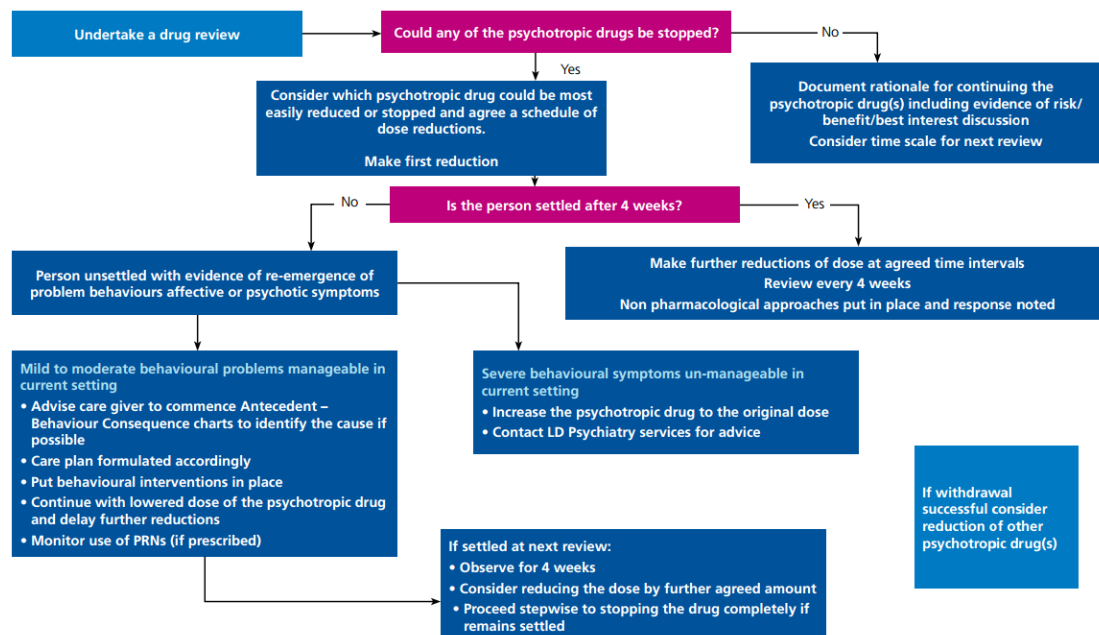 Undertake a drug review
Could any of the psychotropic drugs be stopped?
No
Yes
Document rationale for continuing the
psychotropic drug(s) including evidence of risk/
benefit/best interest discussion
Consider time scale for next review
Consider which psychotropic drug could be most
easily reduced or stopped and agree a schedule of
dose reductions.
Make first reduction
Is the person settled after 4 weeks?
No
Yes
Person unsettled with evidence of re-emergence of
problem behaviours affective or psychotic symptoms
Make further reductions of dose at agreed time intervals
Review every 4 weeks
Non pharmacological approaches put in place and response noted
Mild to moderate behavioural problems manageable in
current setting
• Advise care giver to commence Antecedent –
Behaviour Consequence charts to identify the cause if
possible
• Care plan formulated accordingly
• Put behavioural interventions in place
• Continue with lowered dose of the psychotropic drug
and delay further reductions
• Monitor use of PRNs (if prescribed)
Severe behavioural symptoms un-manageable in
current setting
• Increase the psychotropic drug to the original dose
• Contact LD Psychiatry services for advice
If withdrawal
successful consider
reduction of other
psychotropic drug(s)
If settled at next review:
• Observe for 4 weeks
• Consider reducing the dose by further agreed amount
• Proceed stepwise to stopping the drug completely if
remains settled